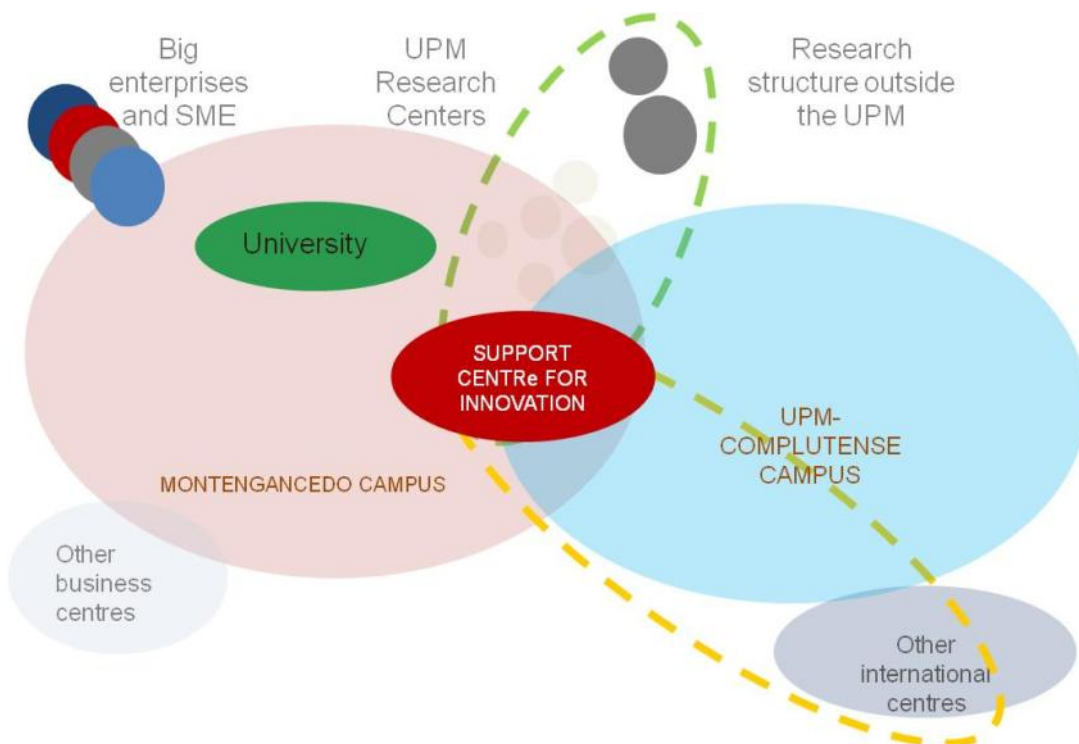 Big
enterprises
and SME
UPM
Research
Centers
Research
structure outside
the UPM
University
SUPPORT
CENTRe FOR
INNOVATION
UPM-
COMPLUTENSE
CAMPUS
MONTENGANCEDO CAMPUS
Other
business
centres
Other
international
centres